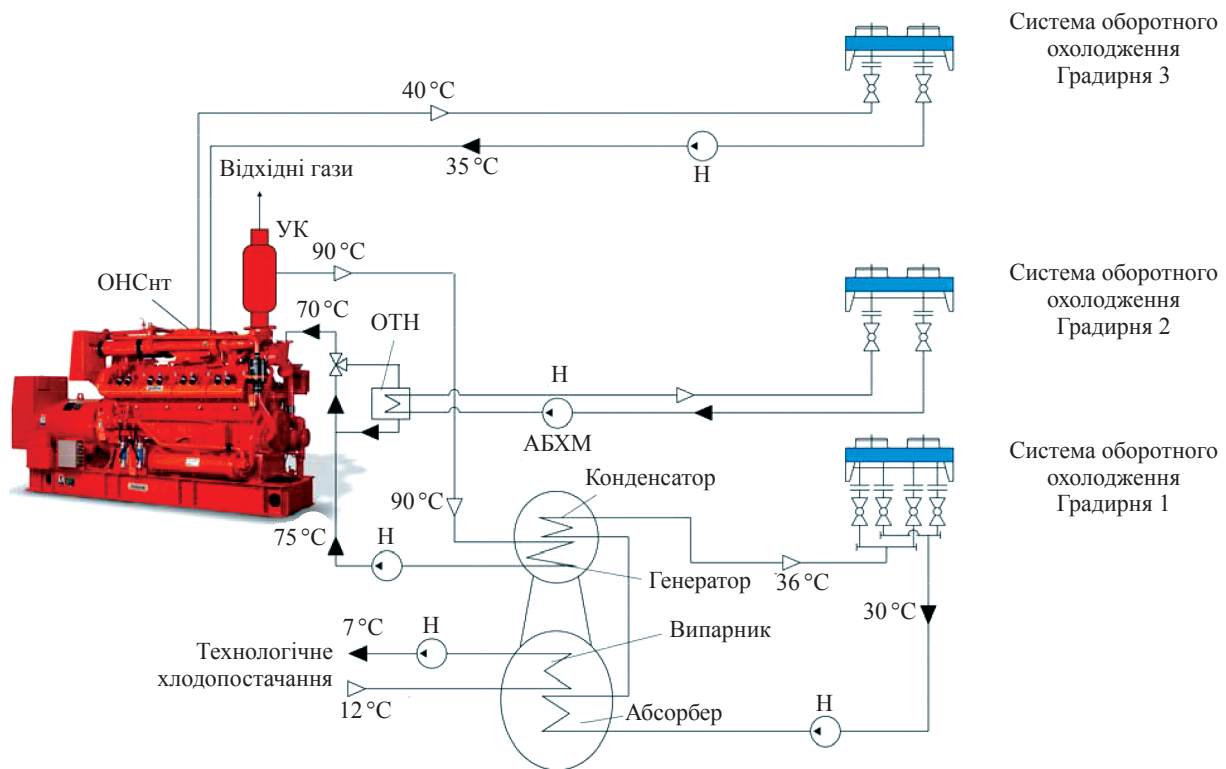 Система оборотного
охолодження
Градирня 3
40 °C
35 °C
Н
Відхідні гази
УК
90 °C
ОНСнт
70 °C
ОТН
Система оборотного
охолодження
Градирня 2
Н
АБХМ
Система оборотного
охолодження
Градирня 1
Конденсатор
90 °C
75 °C
Н
Генератор
36 °C
30 °C
7 °C
Н
Випарник
Технологічне
хлодопостачання
12 °C
Абсорбер
Н